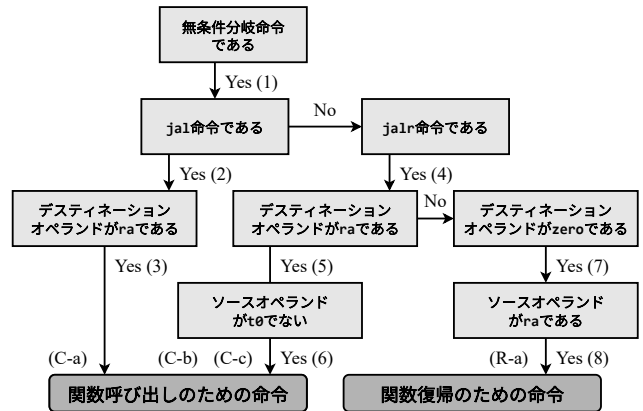 無条件分岐命令
である
Yes (1)
jal命令である
No
jalr命令である
Yes (2)
Yes (4)
デスティネーション
オペランドがraである
デスティネーション
オペランドがraである
No
デスティネーション
オペランドがzeroである
Yes (3)
Yes (5)
Yes (7)
ソースオペランド
がt0でない
ソースオペランド
がraである
(C-a)
(C-b)
(C-c)
Yes (6)
(R-a)
Yes (8)
関数呼び出しのための命令
関数復帰のための命令